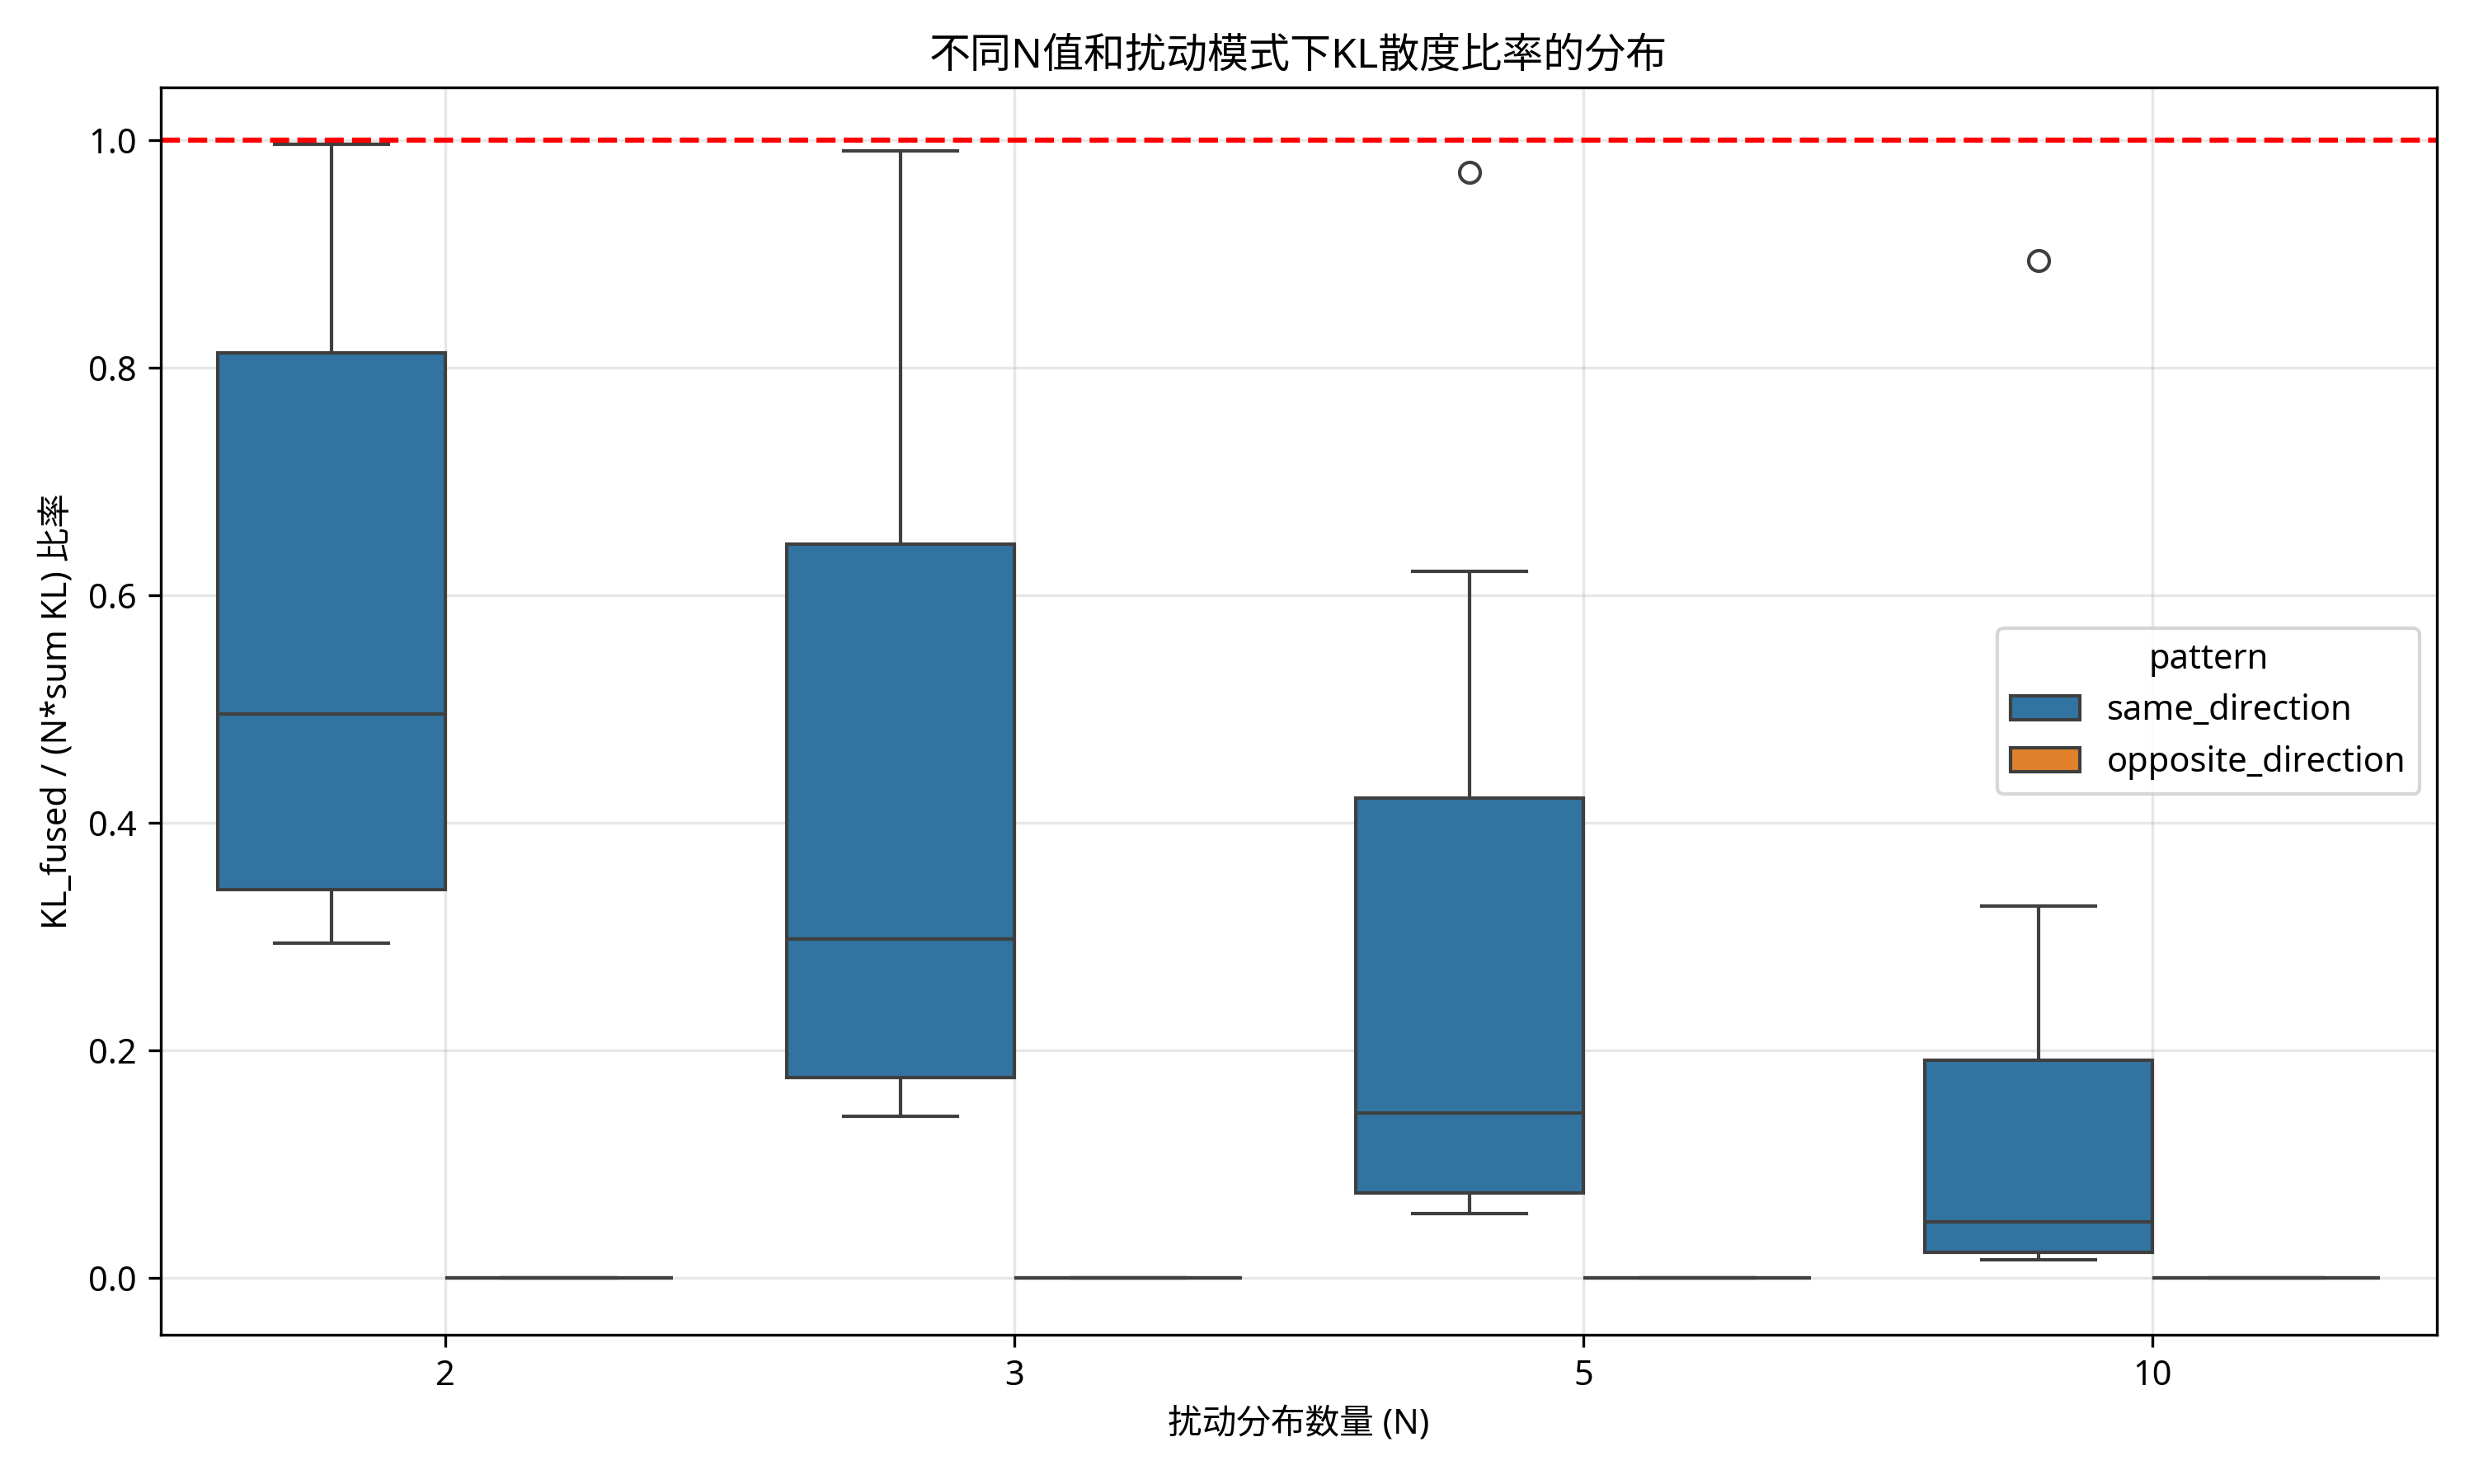 不同N值和扰动模式下KL散度比率的分布
KL_fused / (N*sum KL) 比率
1.0
0.8
0.6
0.4
0.2
0.0
pattern
same_direction
opposite_direction
2
3
5
10
扰动分布数量 (N)